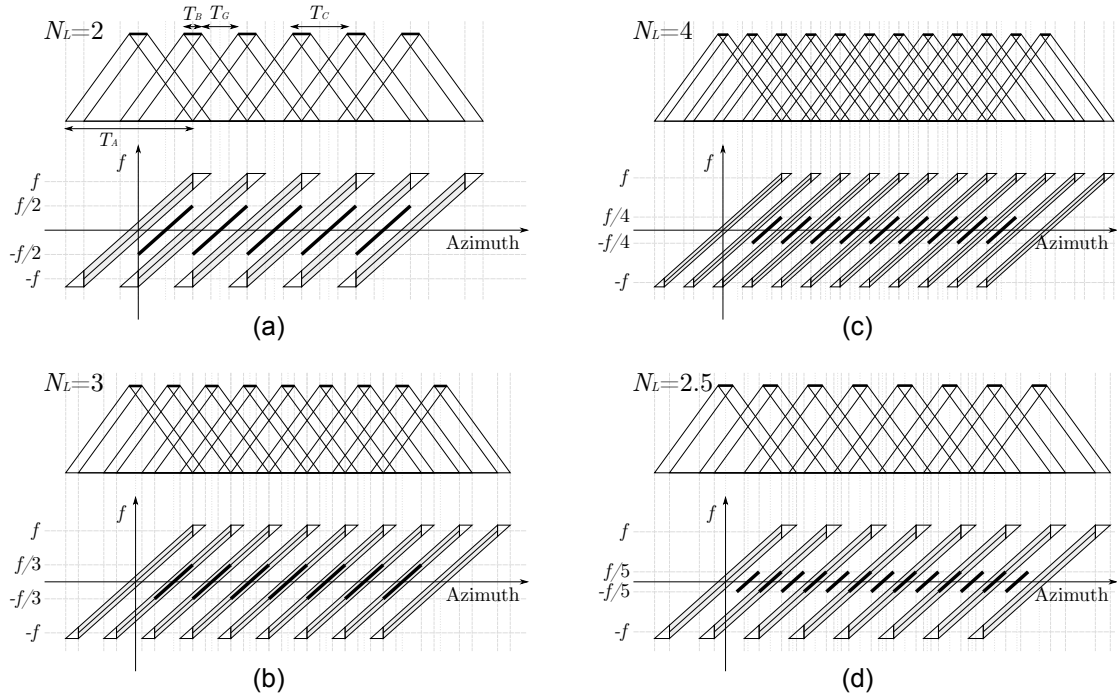 N_L=2
T_B
T_G
T_C
T_A
f
f
f/2
-f/2
-f
Azimuth
(a)
N_L=4
f
f
f/4
-f/4
-f
Azimuth
(c)
N_L=3
f
f
f/3
-f/3
-f
Azimuth
(b)
N_L=2.5
f
f
f/5
-f/5
-f
Azimuth
(d)